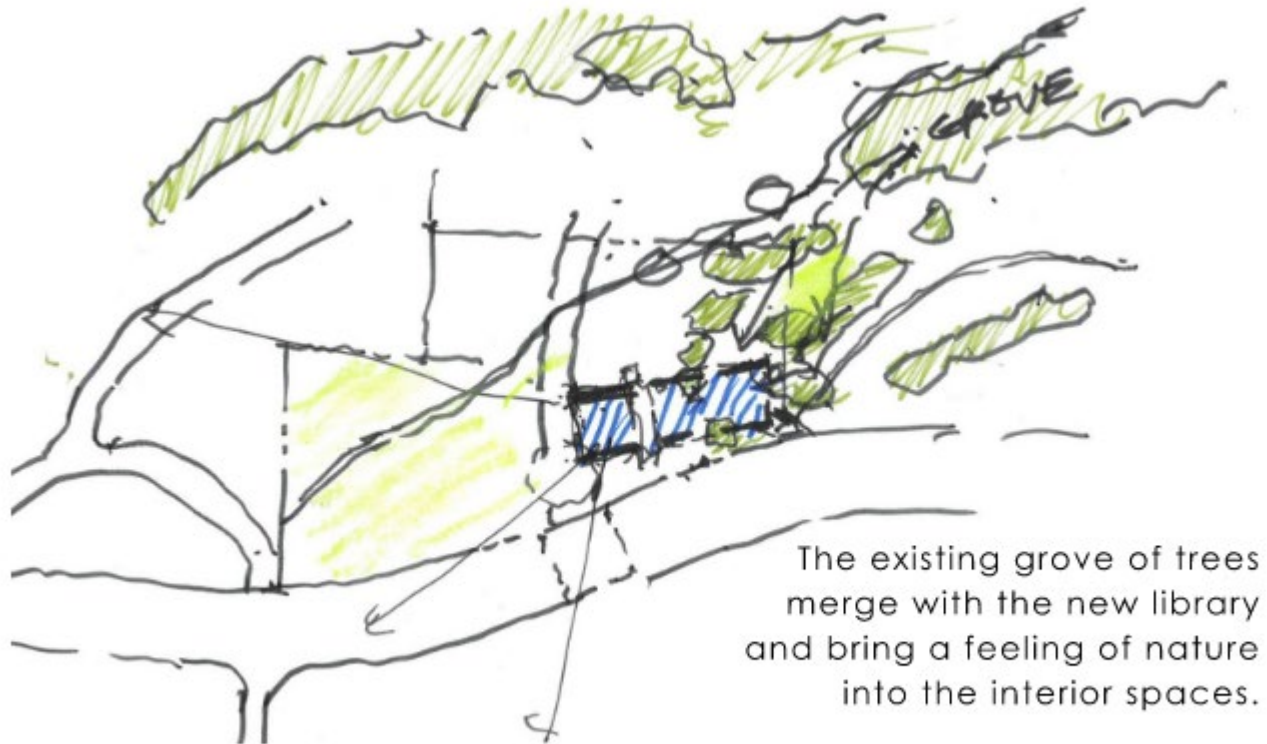 GROVE
The existing grove of trees
merge with the new library
and bring a feeling of nature
into the interior spaces.